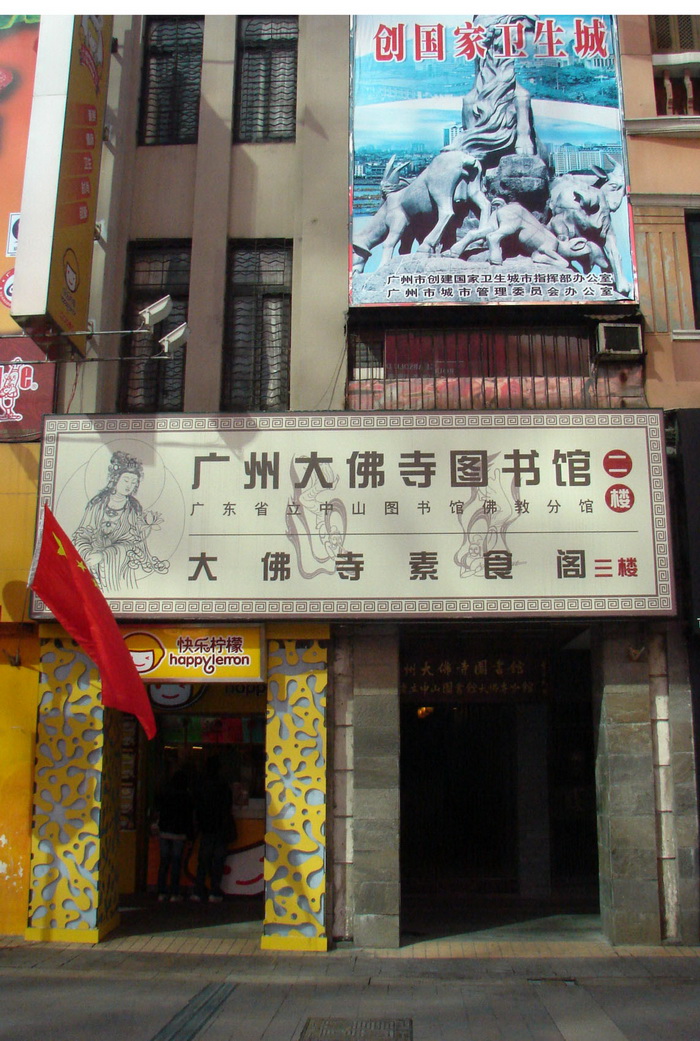 创国家卫生城
广州市创建国家卫生城市指挥部办公室
广州市城市管理委员会办公室
广州大佛寺图书馆 二楼
广东省立中山图书馆佛教分馆
大佛寺素食阁 三楼
快乐柠檬
happylemon
州大佛寺图書馆